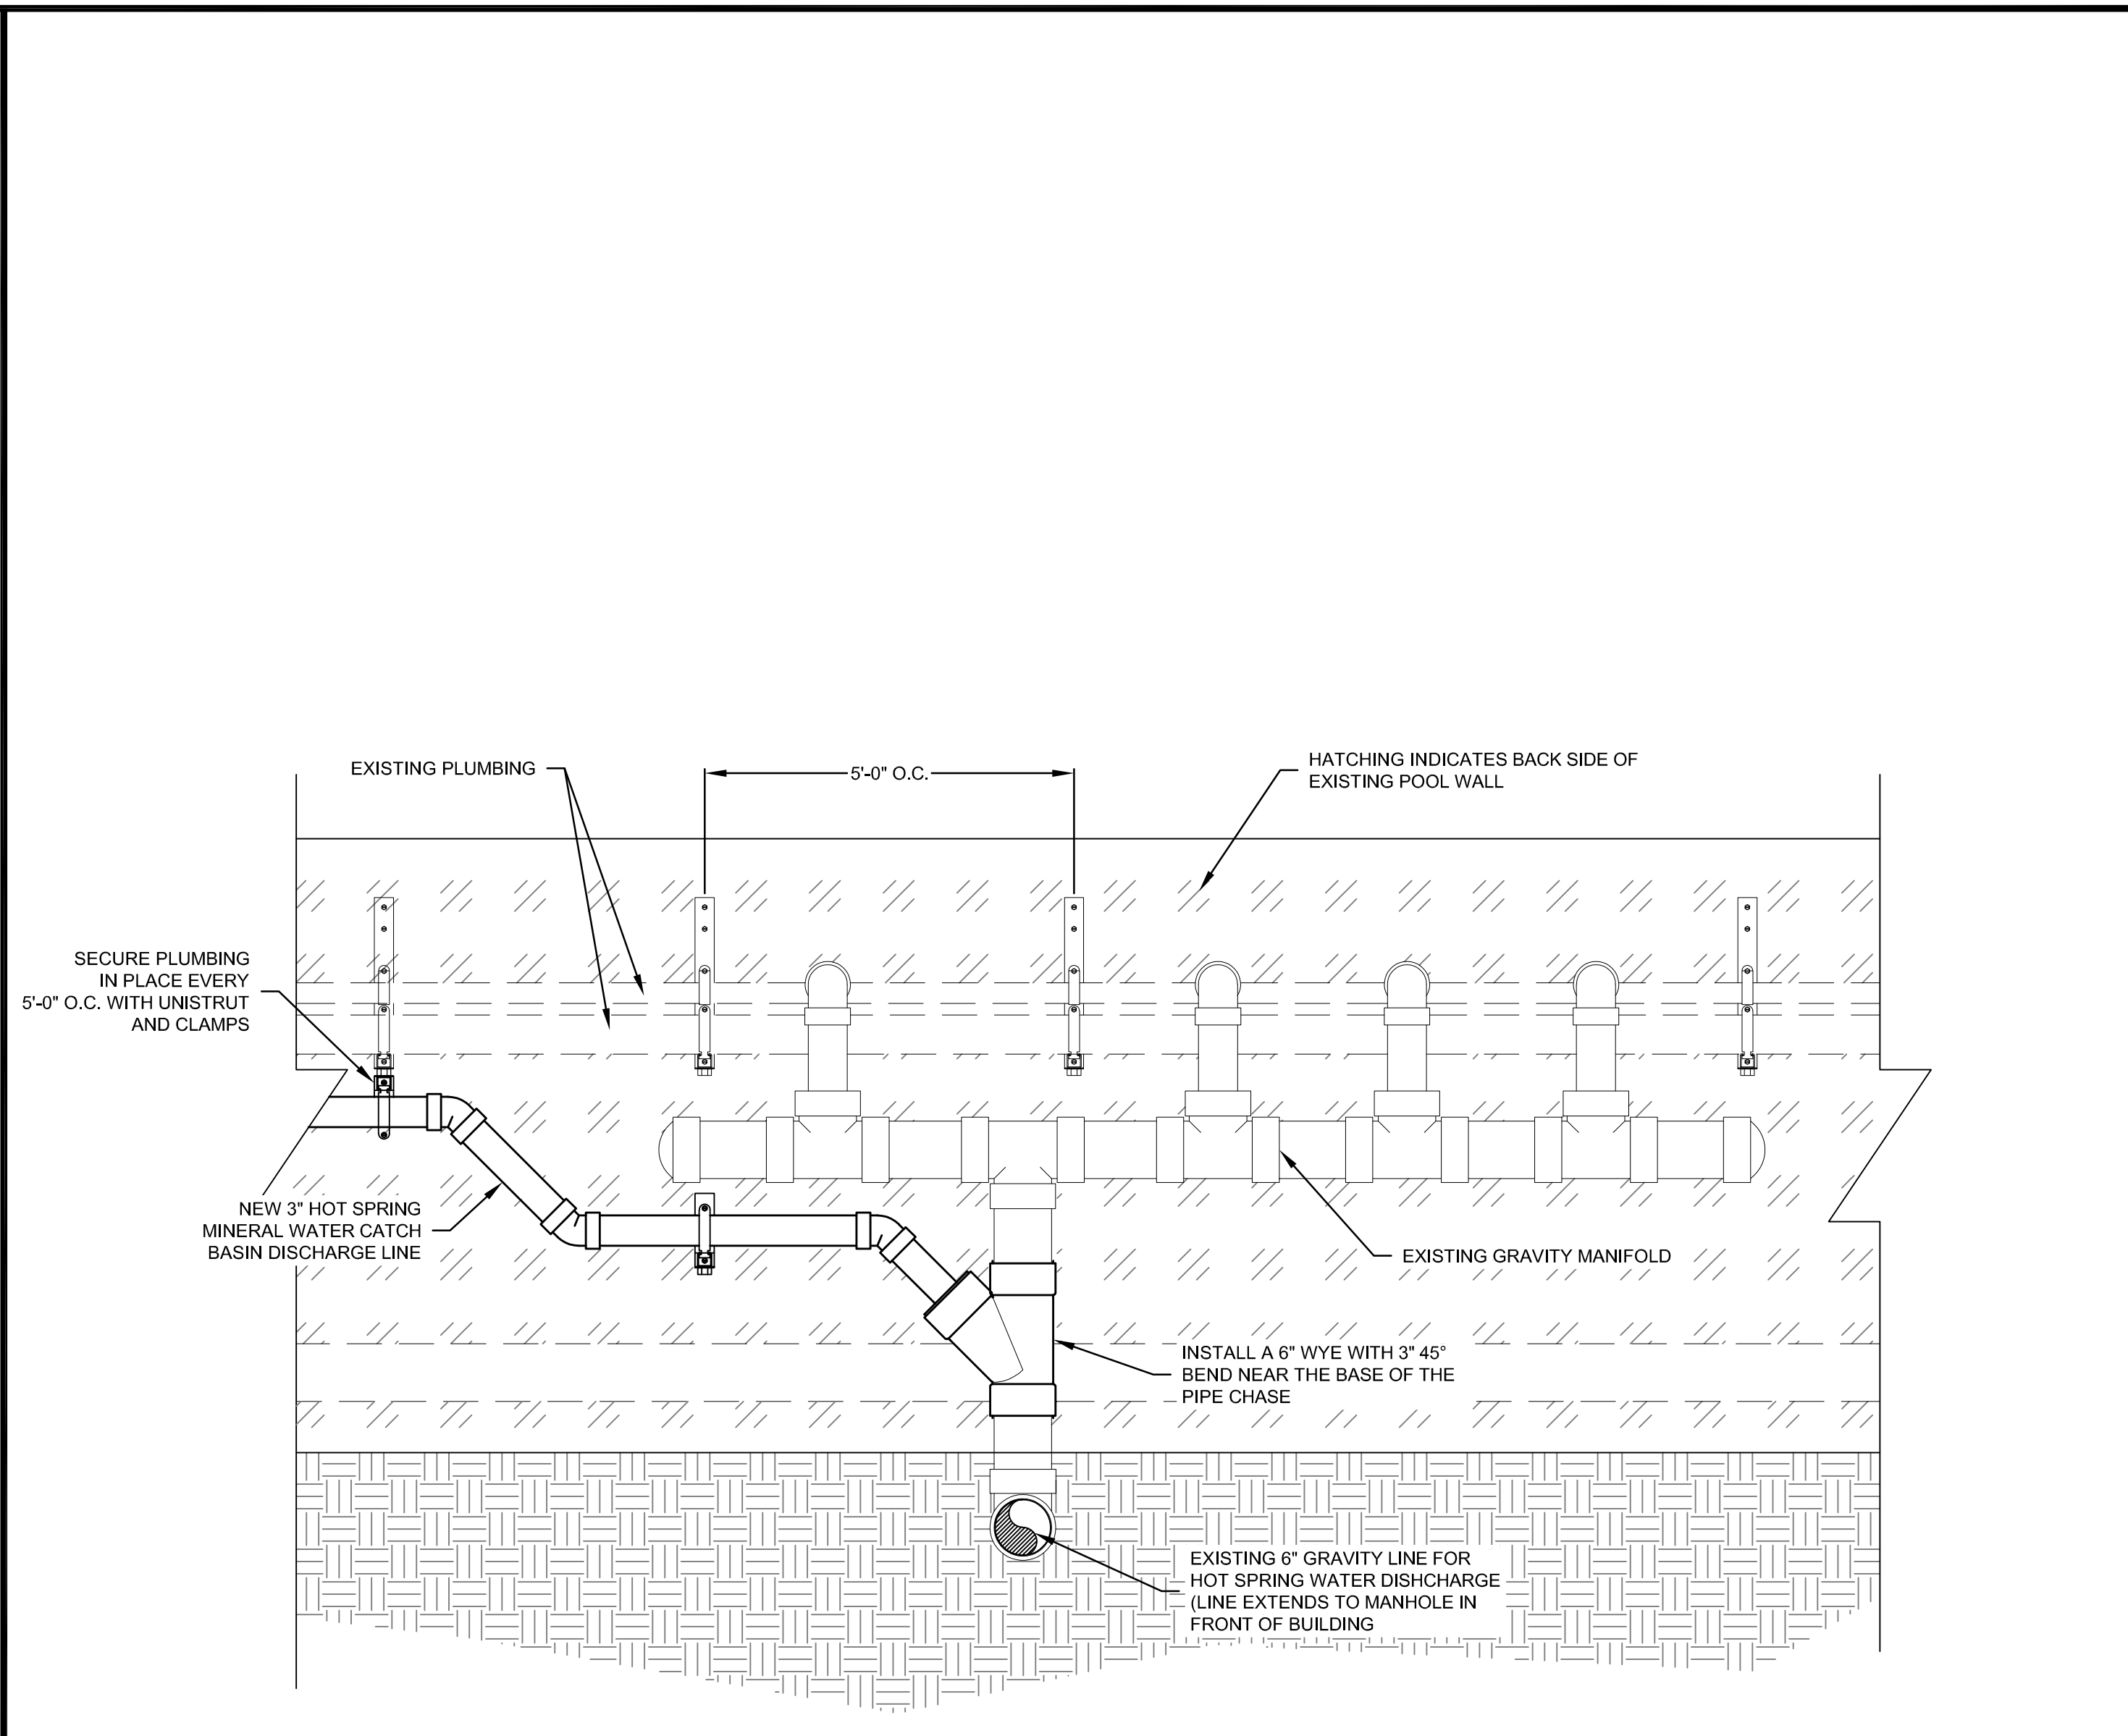 EXISTING PLUMBING
5'-0" O.C.
HATCHING INDICATES BACK SIDE OF
EXISTING POOL WALL
SECURE PLUMBING
IN PLACE EVERY
5'-0" O.C. WITH UNISTRUT
AND CLAMPS
NEW 3" HOT SPRING
MINERAL WATER CATCH
BASIN DISCHARGE LINE
EXISTING GRAVITY MANIFOLD
INSTALL A 6" WYE WITH 3" 45°
BEND NEAR THE BASE OF THE
PIPE CHASE
EXISTING 6" GRAVITY LINE FOR
HOT SPRING WATER DISHCHARGE
(LINE EXTENDS TO MANHOLE IN
FRONT OF BUILDING